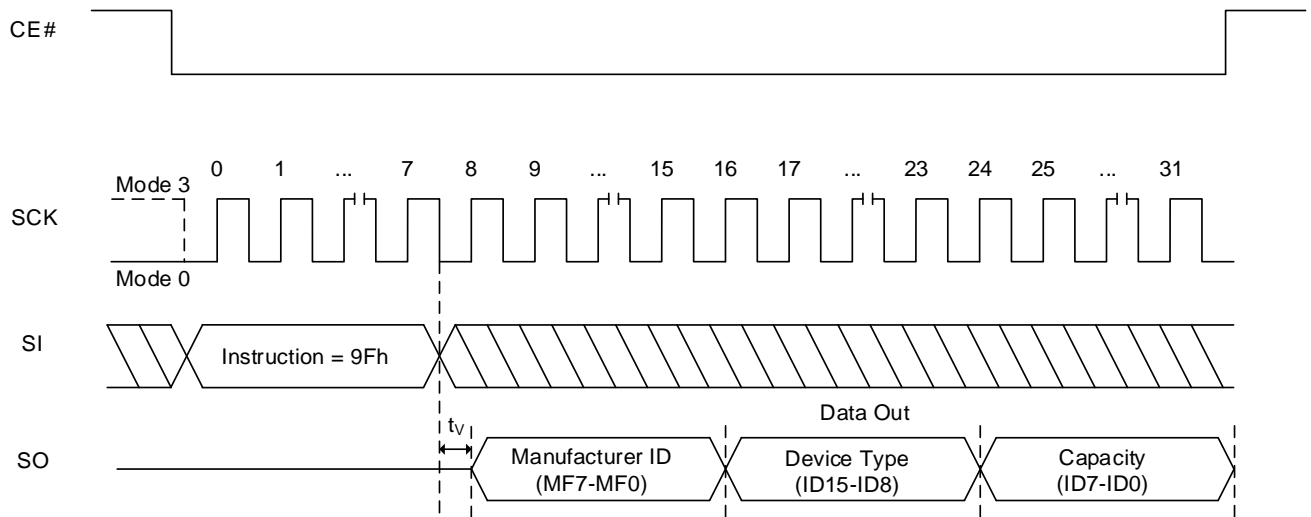 CE#
0 1 ... 7 8 9 ... 15 16 17 ... 23 24 25 ... 31
Mode 3
SCK
Mode 0
SI
Instruction = 9Fh
Data Out
tV
SO
Manufacturer ID
(MF7-MF0)
Device Type
(ID15-ID8)
Capacity
(ID7-ID0)